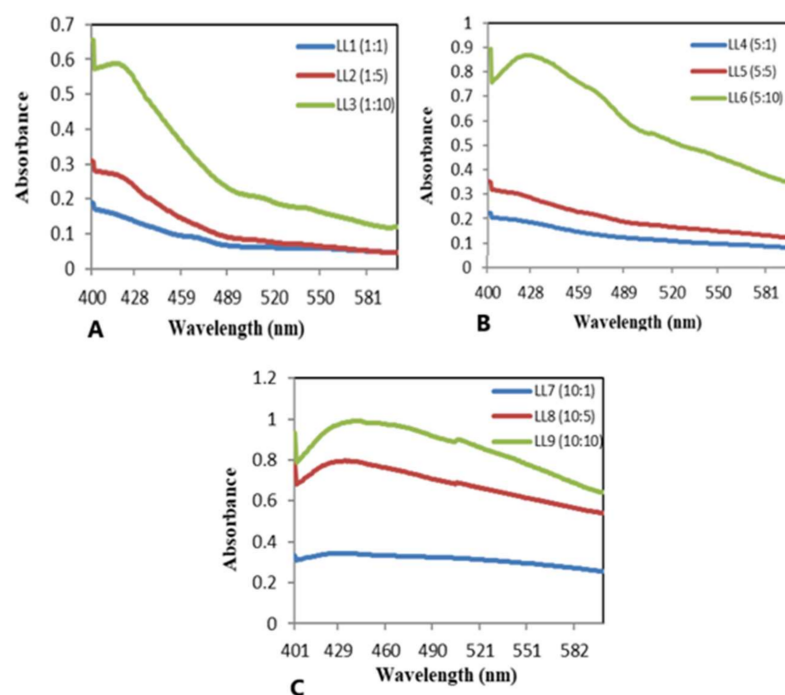 0.7
0.6
0.5
0.4
0.3
0.2
0.1
0
Absorbance
LL1 (1:1)
LL2 (1:5)
LL3 (1:10)
400 428 459 489 520 550 581
Wavelength (nm)
A
1
0.9
0.8
0.7
0.6
0.5
0.4
0.3
0.2
0.1
0
Absorbance
LL4 (5:1)
LL5 (5:5)
LL6 (5:10)
400 428 459 489 520 550 581
Wavelength (nm)
B
1.2
1
0.8
0.6
0.4
0.2
0
Absorbance
LL7 (10:1)
LL8 (10:5)
LL9 (10:10)
401 429 460 490 521 551 582
Wavelength (nm)
C